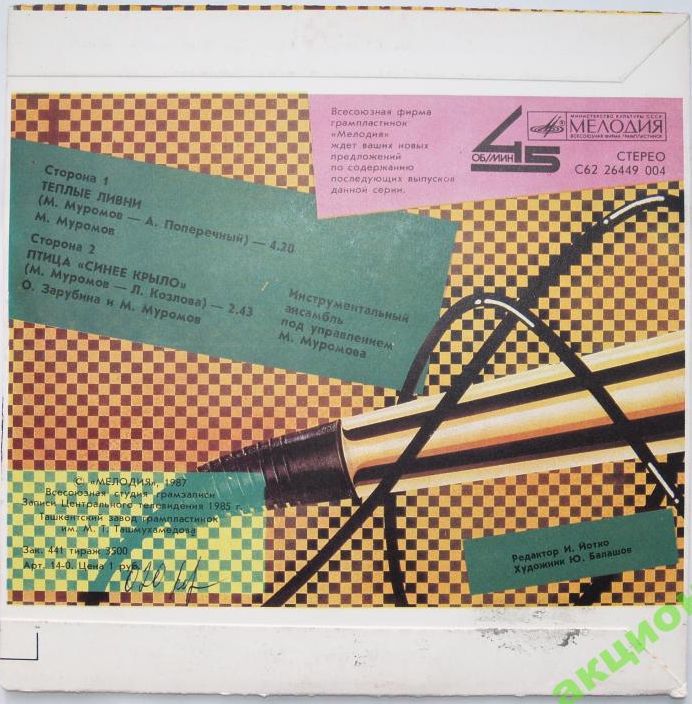 Всесоюзная фирма
грампластинок
«Мелодия»
ждет ваших новых
предложений
по содержанию
последующих выпусков
данной серии.
45
ОБ/МИН
МИНИСТЕРСТВО КУЛЬТУРЫ СССР
МЕЛОДИЯ
ВСЕСОЮЗНАЯ ФИРМА ГРАМПЛАСТИНОК
СТЕРЕО
С62 26449 004
Сторона 1
ТЕПЛЫЕ ЛИВНИ
(М. Муромов — А. Поперечный) — 4.20
М. Муромов
Сторона 2
ПТИЦА «СИНЕЕ КРЫЛО»
(М. Муромов — Л. Козлова) — 2.43
О. Зарубина и М. Муромов
Инструментальный
ансамбль
под управлением
М. Муромова
С. «МЕЛОДИЯ», 1987
Всесоюзная студия грамзаписи
Записи Центрального телевидения 1985 г.
Ташкентский завод грампластинок
им. М. Т. Ташмухамедова
Зак. 441 тираж 3500
Арт. 14-0. Цена 1 руб.
Редактор И. Йотко
Художник Ю. Балашов
акцион